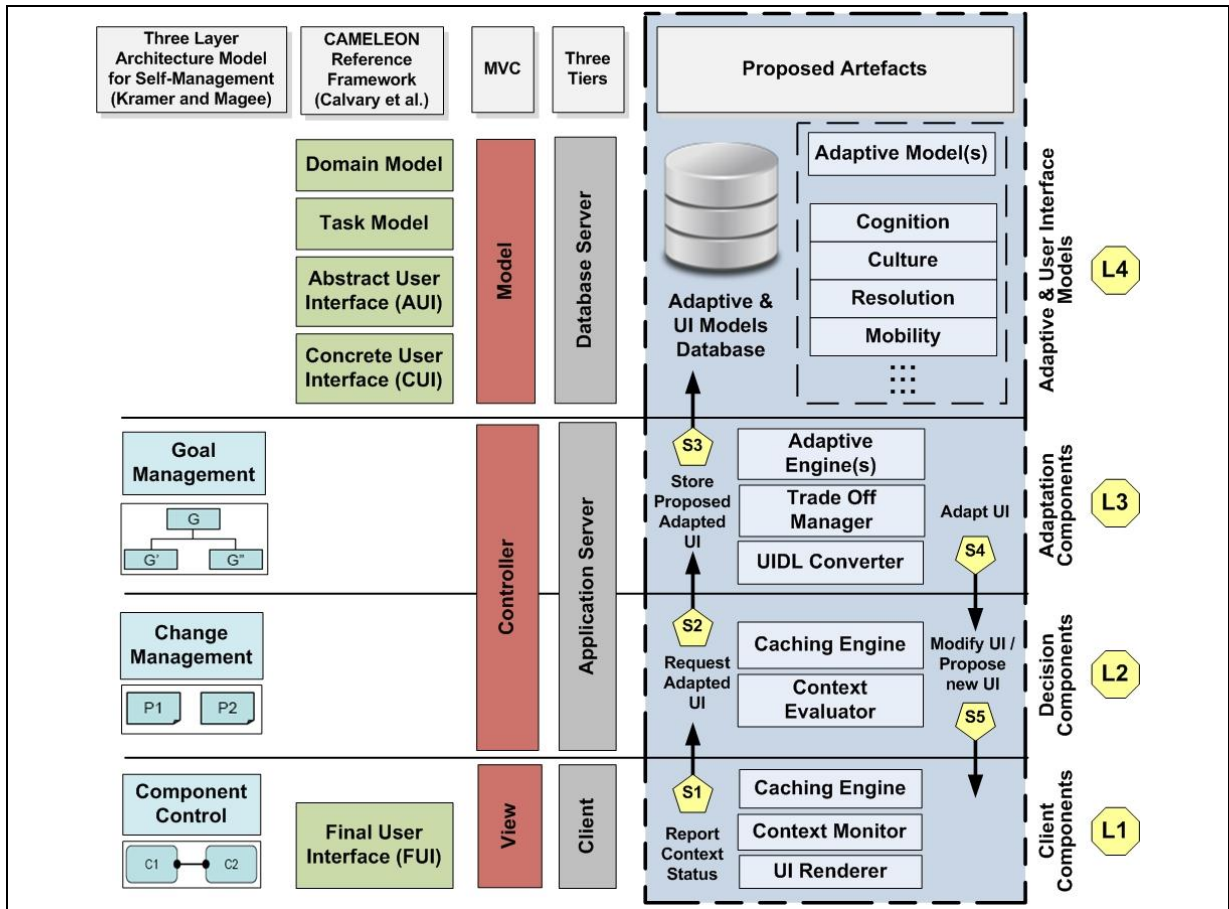 Three Layer
Architecture Model
for Self-Management
(Kramer and Magee)
CAMELEON
Reference
Framework
(Calvary et al.)
MVC
Three
Tiers
Proposed Artefacts
Domain Model
Task Model
Abstract User
Interface (AUI)
Concrete User
Interface (CUI)
Model
Database Server
Adaptive &
UI Models
Database
Adaptive Model(s)
Cognition
Culture
Resolution
Mobility
Adaptive & User Interface
Models
L4
Goal
Management
G
G'
G"
Controller
Application Server
S3
Store
Proposed
Adapted
UI
Adaptive
Engine(s)
Trade Off
Manager
UIDL Converter
Adapt UI
S4
Adaptation
Components
L3
Change
Management
P1
P2
S2
Request
Adapted
UI
Caching Engine
Context
Evaluator
Modify UI /
Propose
new UI
S5
Decision
Components
L2
Component
Control
C1
C2
Final User
Interface (FUI)
View
Client
S1
Report
Context
Status
Caching Engine
Context Monitor
UI Renderer
Client
Components
L1